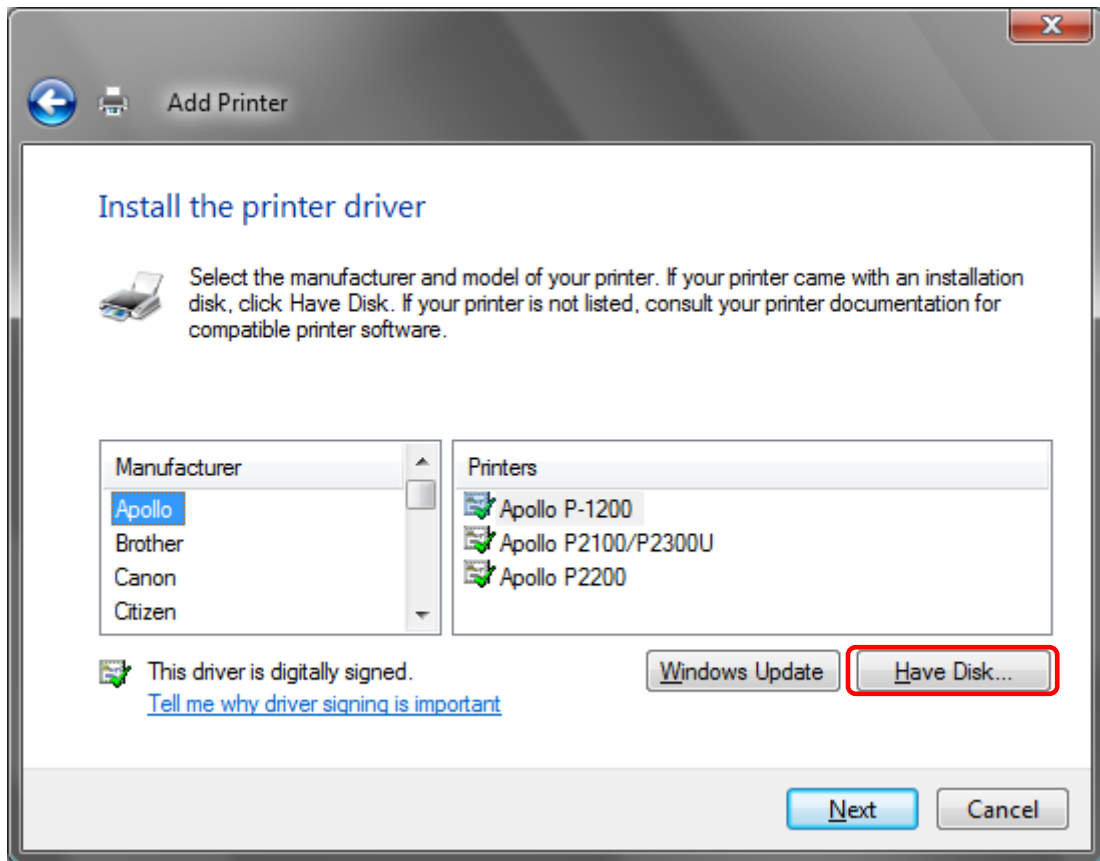 X
Add Printer
Install the printer driver
Select the manufacturer and model of your printer. If your printer came with an installation
disk, click Have Disk. If your printer is not listed, consult your printer documentation for
compatible printer software.
Manufacturer
Apollo
Brother
Canon
Citizen
Printers
Apollo P-1200
Apollo P2100/P2300U
Apollo P2200
This driver is digitally signed.
Tell me why driver signing is important
Windows Update
Have Disk...
Next
Cancel